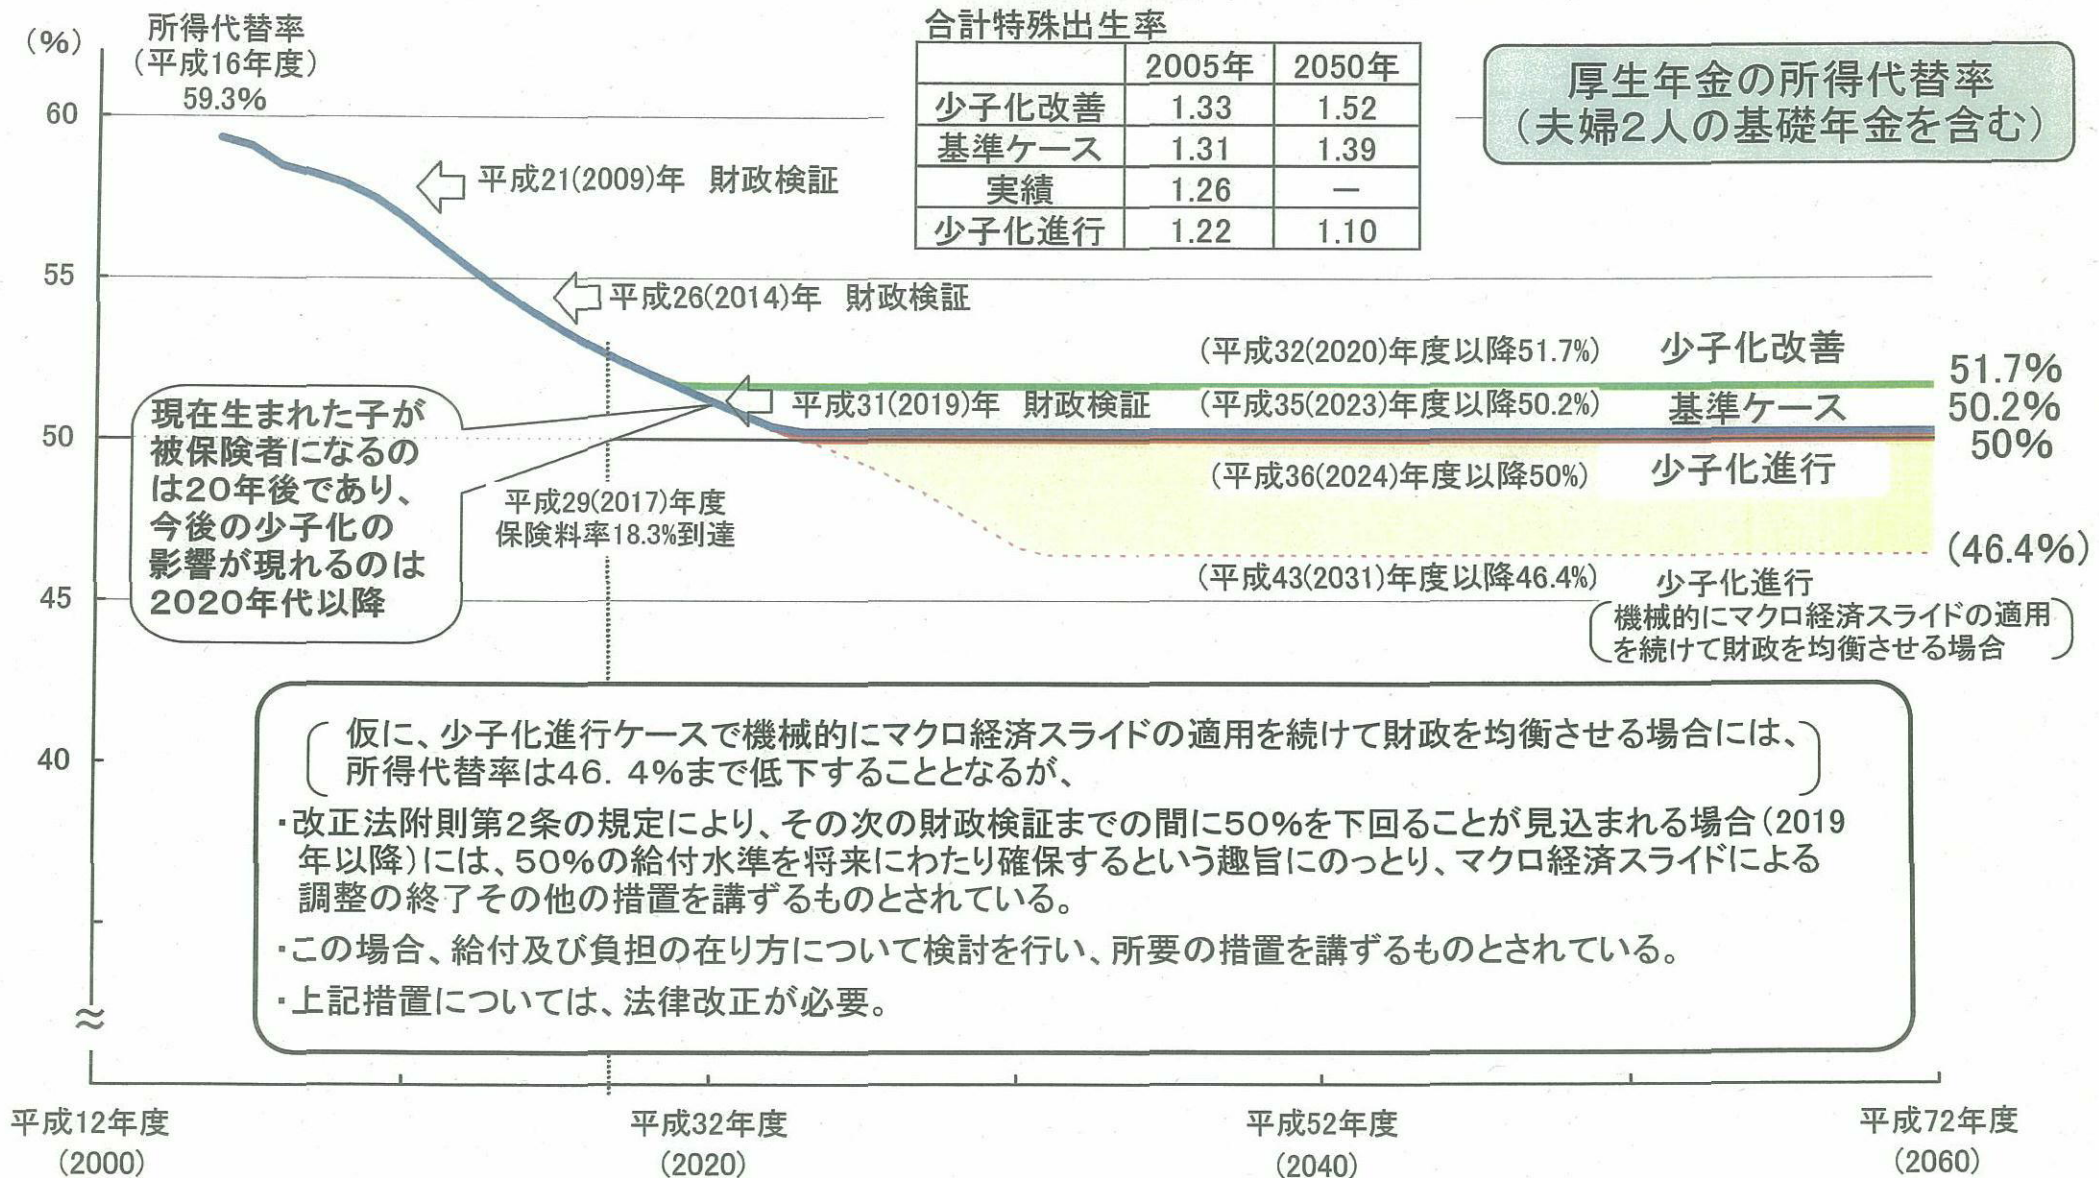 所得代替率
(平成16年度)
59.3%
(%)
60
55
50
45
40
合計特殊出生率
2005年 2050年
少子化改善 1.33 1.52
基準ケース 1.31 1.39
実績 1.26 －
少子化進行 1.22 1.10
厚生年金の所得代替率
(夫婦2人の基礎年金を含む)
平成21(2009)年 財政検証
平成26(2014)年 財政検証
平成31(2019)年 財政検証
(平成32(2020)年度以降51.7%) 少子化改善 51.7%
(平成35(2023)年度以降50.2%) 基準ケース 50.2%
50%
(平成36(2024)年度以降50%) 少子化進行
(46.4%)
(平成43(2031)年度以降46.4%) 少子化進行
機械的にマクロ経済スライドの適用
を続けて財政を均衡させる場合
現在生まれた子が
被保険者になるの
は20年後であり、
今後の少子化の
影響が現れるのは
2020年代以降
平成29(2017)年度
保険料率18.3%到達
仮に、少子化進行ケースで機械的にマクロ経済スライドの適用を続けて財政を均衡させる場合には、
所得代替率は46.4%まで低下することとなるが、
・改正法附則第2条の規定により、その次の財政検証までの間に50%を下回ることが見込まれる場合(2019
年以降)には、50%の給付水準を将来にわたり確保するという趣旨にのっとり、マクロ経済スライドによる
調整の終了その他の措置を講ずるものとされている。
・この場合、給付及び負担の在り方について検討を行い、所要の措置を講ずるものとされている。
・上記措置については、法律改正が必要。
≈
平成12年度
(2000)
平成32年度
(2020)
平成52年度
(2040)
平成72年度
(2060)